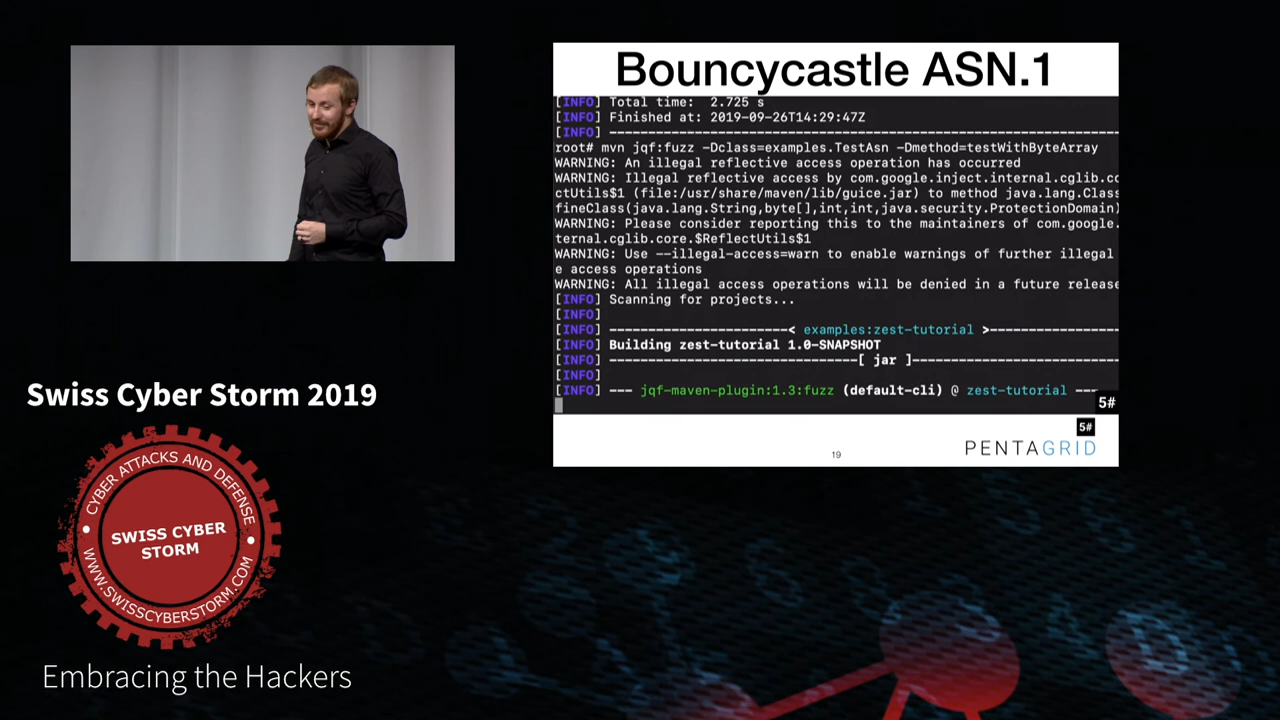 Bouncycastle ASN.1
[INFO] Total time:  2.725 s
[INFO] Finished at: 2019-09-26T14:29:47Z
[INFO] ------------------------------------------------------------------------
root# mvn jqf:fuzz -Dclass=examples.TestAsn -Dmethod=testWithByteArray
WARNING: An illegal reflective access operation has occurred
WARNING: Illegal reflective access by com.google.inject.internal.cglib.co
ctUtils$1 (file:/usr/share/maven/lib/guice.jar) to method java.lang.Class
fineClass(java.lang.String,byte[],int,int,java.security.ProtectionDomain)
WARNING: Please consider reporting this to the maintainers of com.google.
ternal.cglib.core.$ReflectUtils$1
WARNING: Use --illegal-access=warn to enable warnings of further illegal
e access operations
WARNING: All illegal access operations will be denied in a future release
[INFO] Scanning for projects...
[INFO]
[INFO] -----------------------< examples:zest-tutorial >-----------------
[INFO] Building zest-tutorial 1.0-SNAPSHOT
[INFO] --------------------------------[ jar ]---------------------------
[INFO]
[INFO] --- jqf-maven-plugin:1.3:fuzz (default-cli) @ zest-tutorial ---
5#
5#
19
PENTAGRID
Swiss Cyber Storm 2019
CYBER ATTACKS AND DEFENSE
SWISS CYBER
STORM
WWW.SWISSCYBERSTORM.COM
Embracing the Hackers